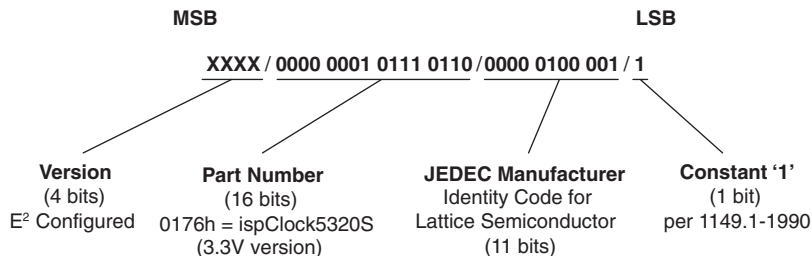 MSB LSB
XXXX / 0000 0001 0111 0110 / 0000 0100 001 / 1
Version
(4 bits)
E² Configured
Part Number
(16 bits)
0176h = ispClock5320S
(3.3V version)
JEDEC Manufacturer
Identity Code for
Lattice Semiconductor
(11 bits)
Constant ‘1’
(1 bit)
per 1149.1-1990